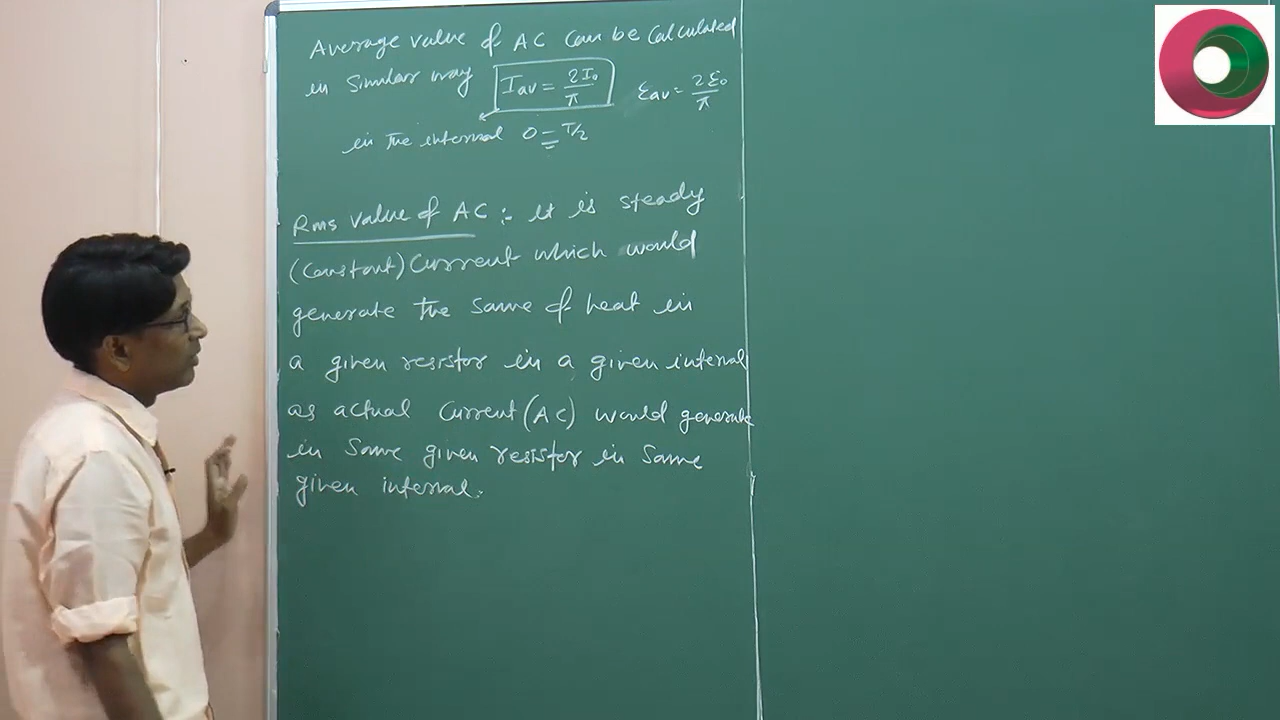 Average value of AC can be calculated
in similar way I_av = 2I₀/π ε_av = 2ε₀/π
in the interval 0 – T/2
Rms value of AC :- it is steady
(constant) current which would
generate the same of heat in
a given resistor in a given interval
as actual current (AC) would generate
in same given resistor in same
given interval.